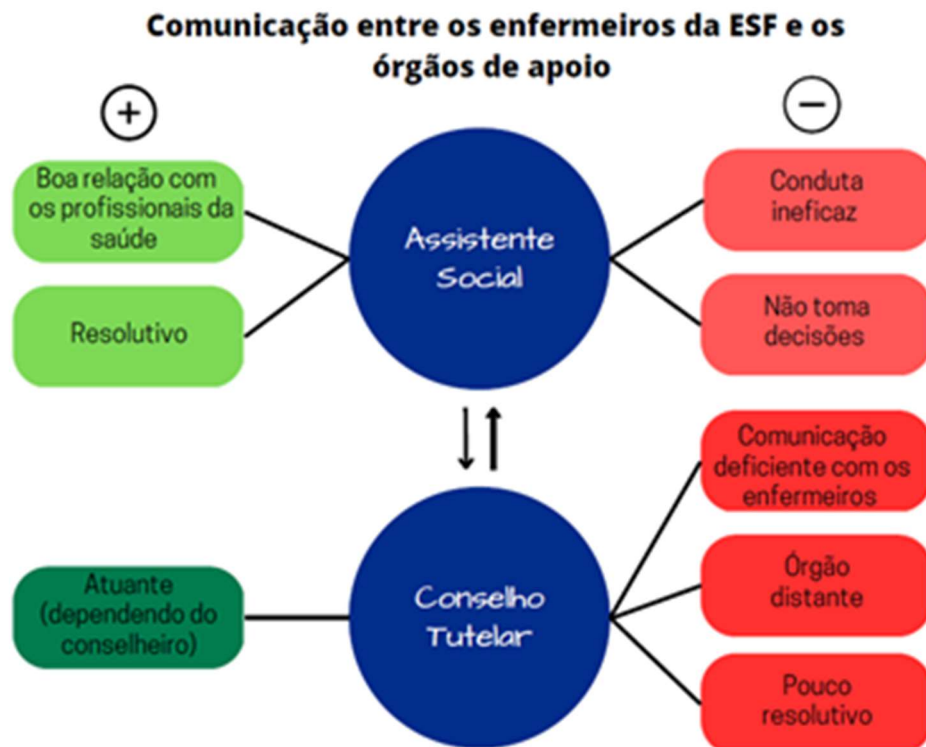 Comunicação entre os enfermeiros da ESF e os
órgãos de apoio
+
−
Boa relação com
os profissionais da
saúde
Resolutivo
Assistente
Social
Conduta
ineficaz
Não toma
decisões
Atuante
(dependendo do
conselheiro)
Conselho
Tutelar
Comunicação
deficiente com os
enfermeiros
Órgão
distante
Pouco
resolutivo